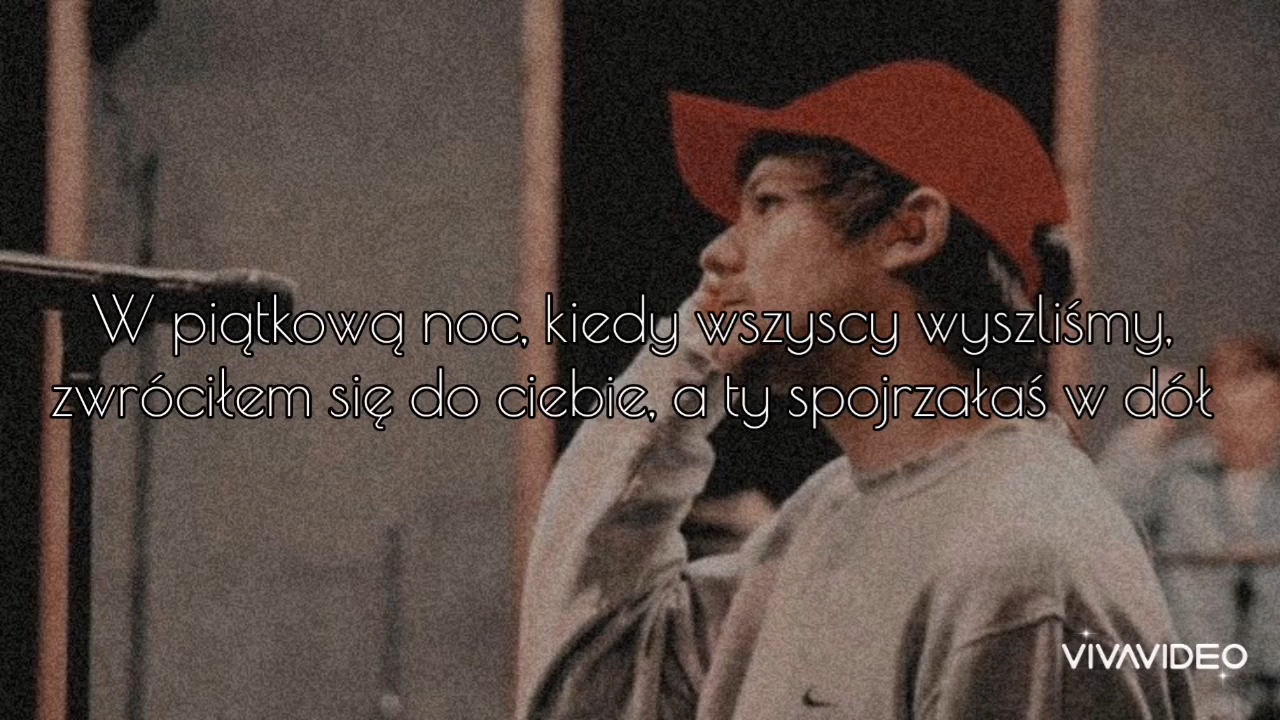 W piątkową noc, kiedy wszyscy wyszliśmy,
zwróciłem się do ciebie, a ty spojrzałaś w dół
VIVAVIDEO